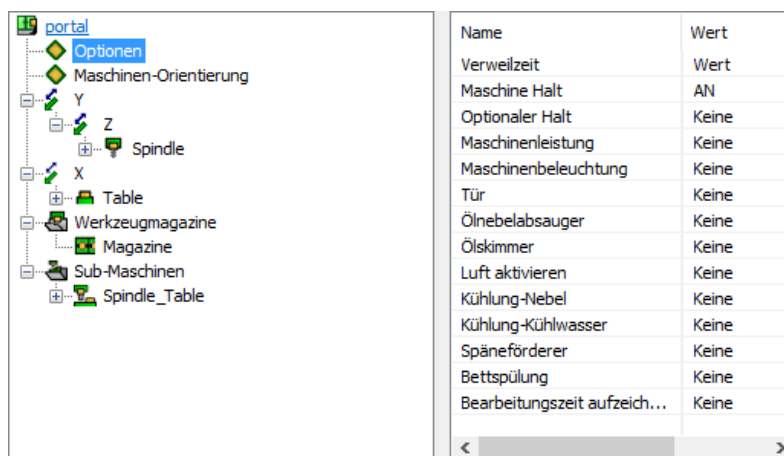 portal
Optionen
Maschinen-Orientierung
Y
Z
Spindle
X
Table
Werkzeugmagazine
Magazine
Sub-Maschinen
Spindle_Table
Name Wert
Verweilzeit Wert
Maschine Halt AN
Optionaler Halt Keine
Maschinenleistung Keine
Maschinenbeleuchtung Keine
Tür Keine
Ölnebelabsauger Keine
Ölskimmer Keine
Luft aktivieren Keine
Kühlung-Nebel Keine
Kühlung-Kühlwasser Keine
Späneförderer Keine
Bettspülung Keine
Bearbeitungszeit aufzeich... Keine